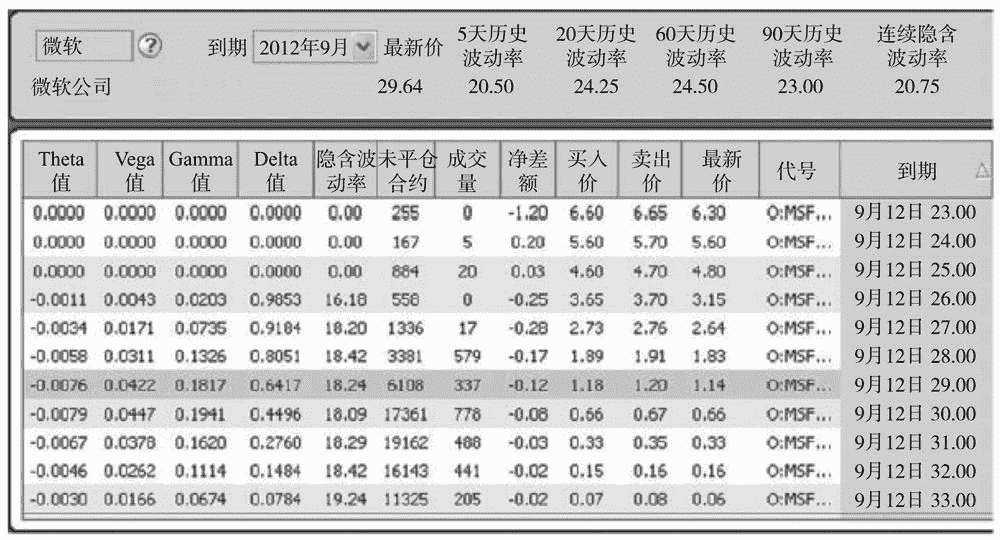 微软 ? 到期 2012年9月 最新价 5天历史波动率 20天历史波动率 60天历史波动率 90天历史波动率 连续隐含波动率
微软公司 29.64 20.50 24.25 24.50 23.00 20.75
Theta值 Vega值 Gamma值 Delta值 隐含波动率 未平仓合约 成交量 净差额 买入价 卖出价 最新价 代号 到期
0.0000 0.0000 0.0000 0.0000 0.00 255 0 -1.20 6.60 6.65 6.30 O:MSF... 9月12日 23.00
0.0000 0.0000 0.0000 0.0000 0.00 167 5 0.20 5.60 5.70 5.60 O:MSF... 9月12日 24.00
0.0000 0.0000 0.0000 0.0000 0.00 884 20 0.03 4.60 4.70 4.80 O:MSF... 9月12日 25.00
-0.0011 0.0043 0.0203 0.9853 16.18 558 0 -0.25 3.65 3.70 3.15 O:MSF... 9月12日 26.00
-0.0034 0.0171 0.0735 0.9184 18.20 1336 17 -0.28 2.73 2.76 2.64 O:MSF... 9月12日 27.00
-0.0058 0.0311 0.1326 0.8051 18.42 3381 579 -0.17 1.89 1.91 1.83 O:MSF... 9月12日 28.00
-0.0076 0.0422 0.1817 0.6417 18.24 6108 337 -0.12 1.18 1.20 1.14 O:MSF... 9月12日 29.00
-0.0079 0.0447 0.1941 0.4496 18.09 17361 778 -0.08 0.66 0.67 0.66 O:MSF... 9月12日 30.00
-0.0067 0.0378 0.1620 0.2760 18.29 19162 488 -0.03 0.33 0.35 0.33 O:MSF... 9月12日 31.00
-0.0046 0.0262 0.1114 0.1484 18.42 16143 441 -0.02 0.15 0.16 0.16 O:MSF... 9月12日 32.00
-0.0030 0.0166 0.0674 0.0784 19.24 11325 205 -0.02 0.07 0.08 0.06 O:MSF... 9月12日 33.00